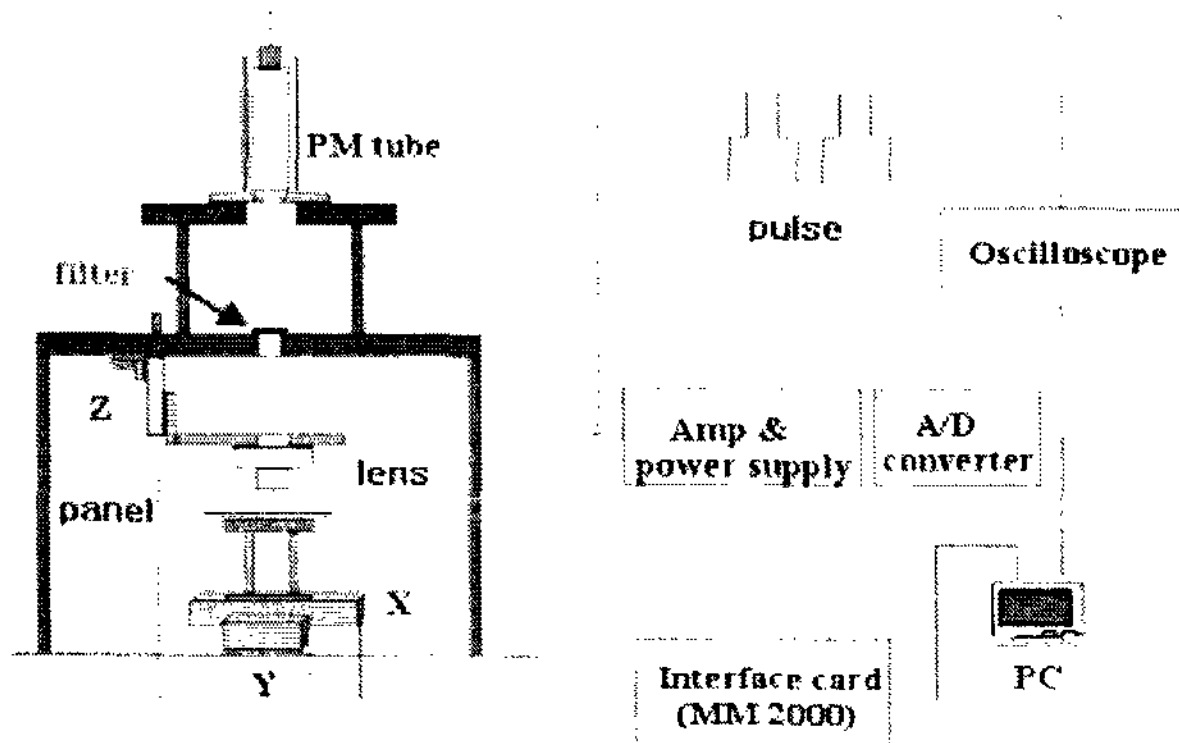 PM tube
filter
Z
lens
panel
X
Y
pulse
Oscilloscope
Amp &
power supply
A/D
converter
Interface card
(MM 2000)
PC